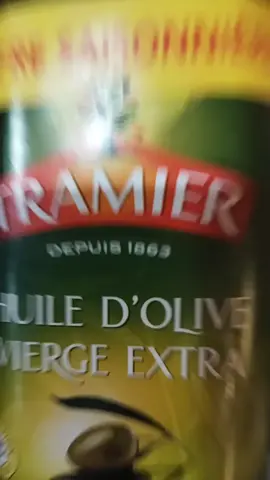 TRAMIER
DEPUIS 1863
HUILE D'OLIVE
VIERGE EXTRA